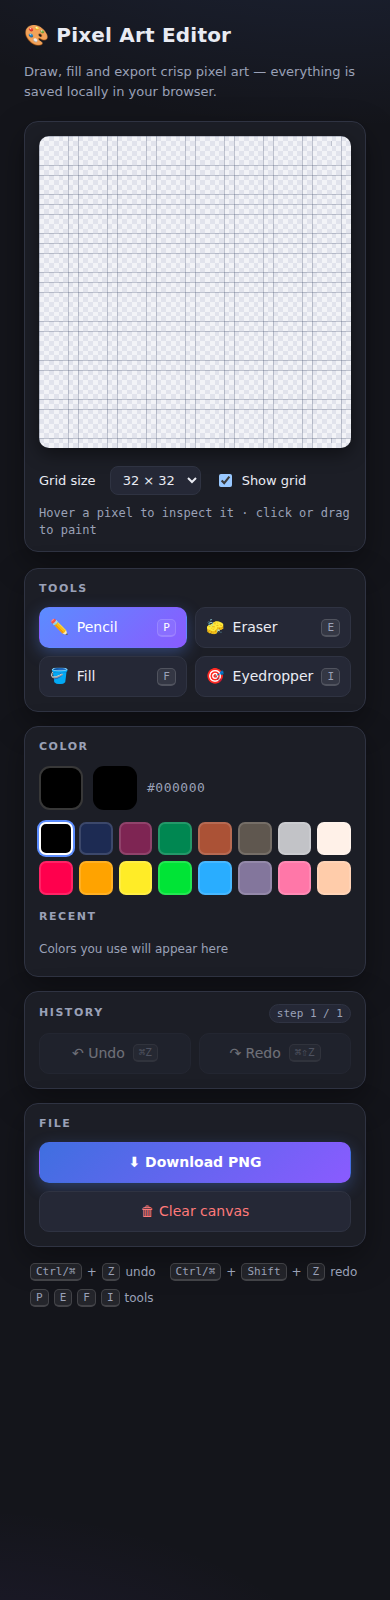 🎨 Pixel Art Editor
Draw, fill and export crisp pixel art — everything is
saved locally in your browser.
Grid size 32 × 32 Show grid
Hover a pixel to inspect it · click or drag
to paint
TOOLS
✏️ Pencil P 🧽 Eraser E
🪣 Fill F 🎯 Eyedropper I
COLOR
#000000
RECENT
Colors you use will appear here
HISTORY step 1 / 1
↶ Undo ⌘Z ↷ Redo ⌘⇧Z
FILE
⬇ Download PNG
🗑 Clear canvas
Ctrl/⌘ + Z undo Ctrl/⌘ + Shift + Z redo
P E F I tools